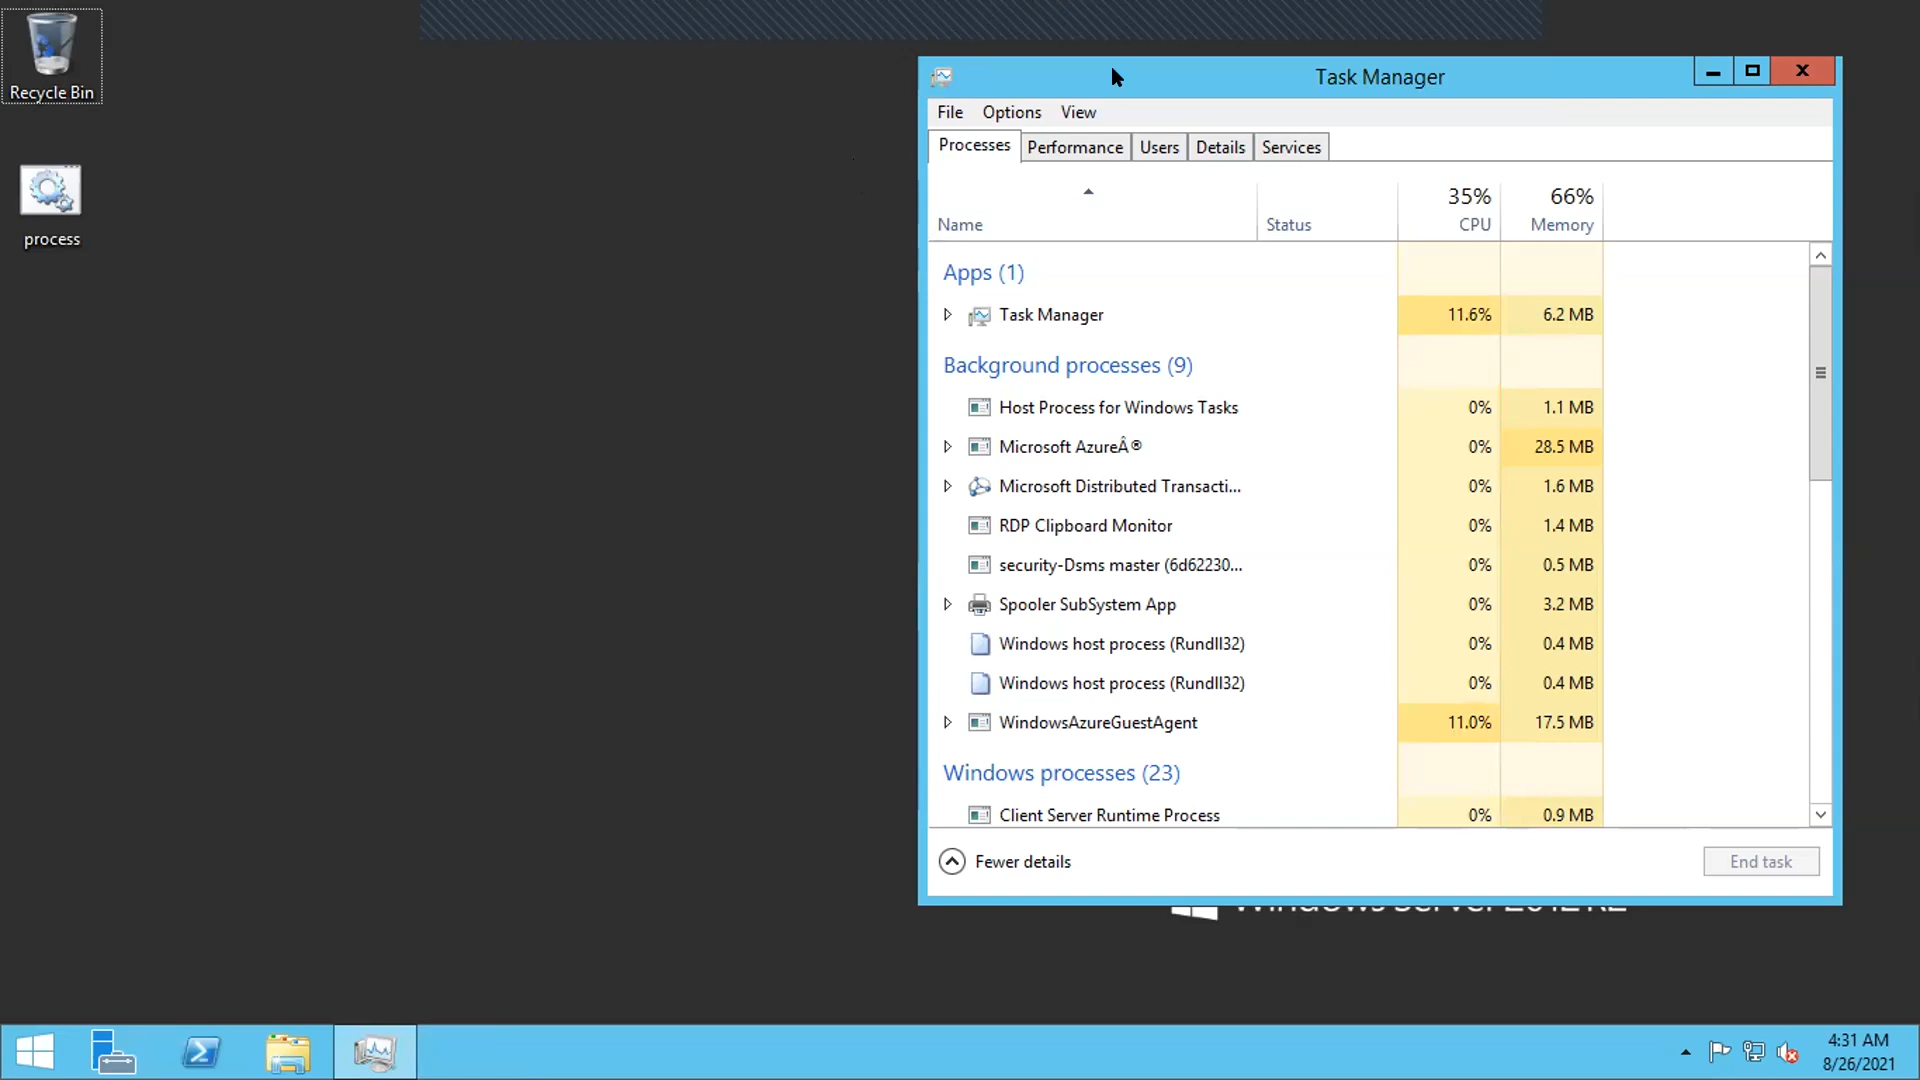 Recycle Bin
process
Task Manager
File Options View
Processes Performance Users Details Services
35% 66%
Name Status CPU Memory
Apps (1)
Task Manager 11.6% 6.2 MB
Background processes (9)
Host Process for Windows Tasks 0% 1.1 MB
Microsoft AzureÂ® 0% 28.5 MB
Microsoft Distributed Transacti... 0% 1.6 MB
RDP Clipboard Monitor 0% 1.4 MB
security-Dsms master (6d62230... 0% 0.5 MB
Spooler SubSystem App 0% 3.2 MB
Windows host process (Rundll32) 0% 0.4 MB
Windows host process (Rundll32) 0% 0.4 MB
WindowsAzureGuestAgent 11.0% 17.5 MB
Windows processes (23)
Client Server Runtime Process 0% 0.9 MB
Fewer details End task
4:31 AM
8/26/2021